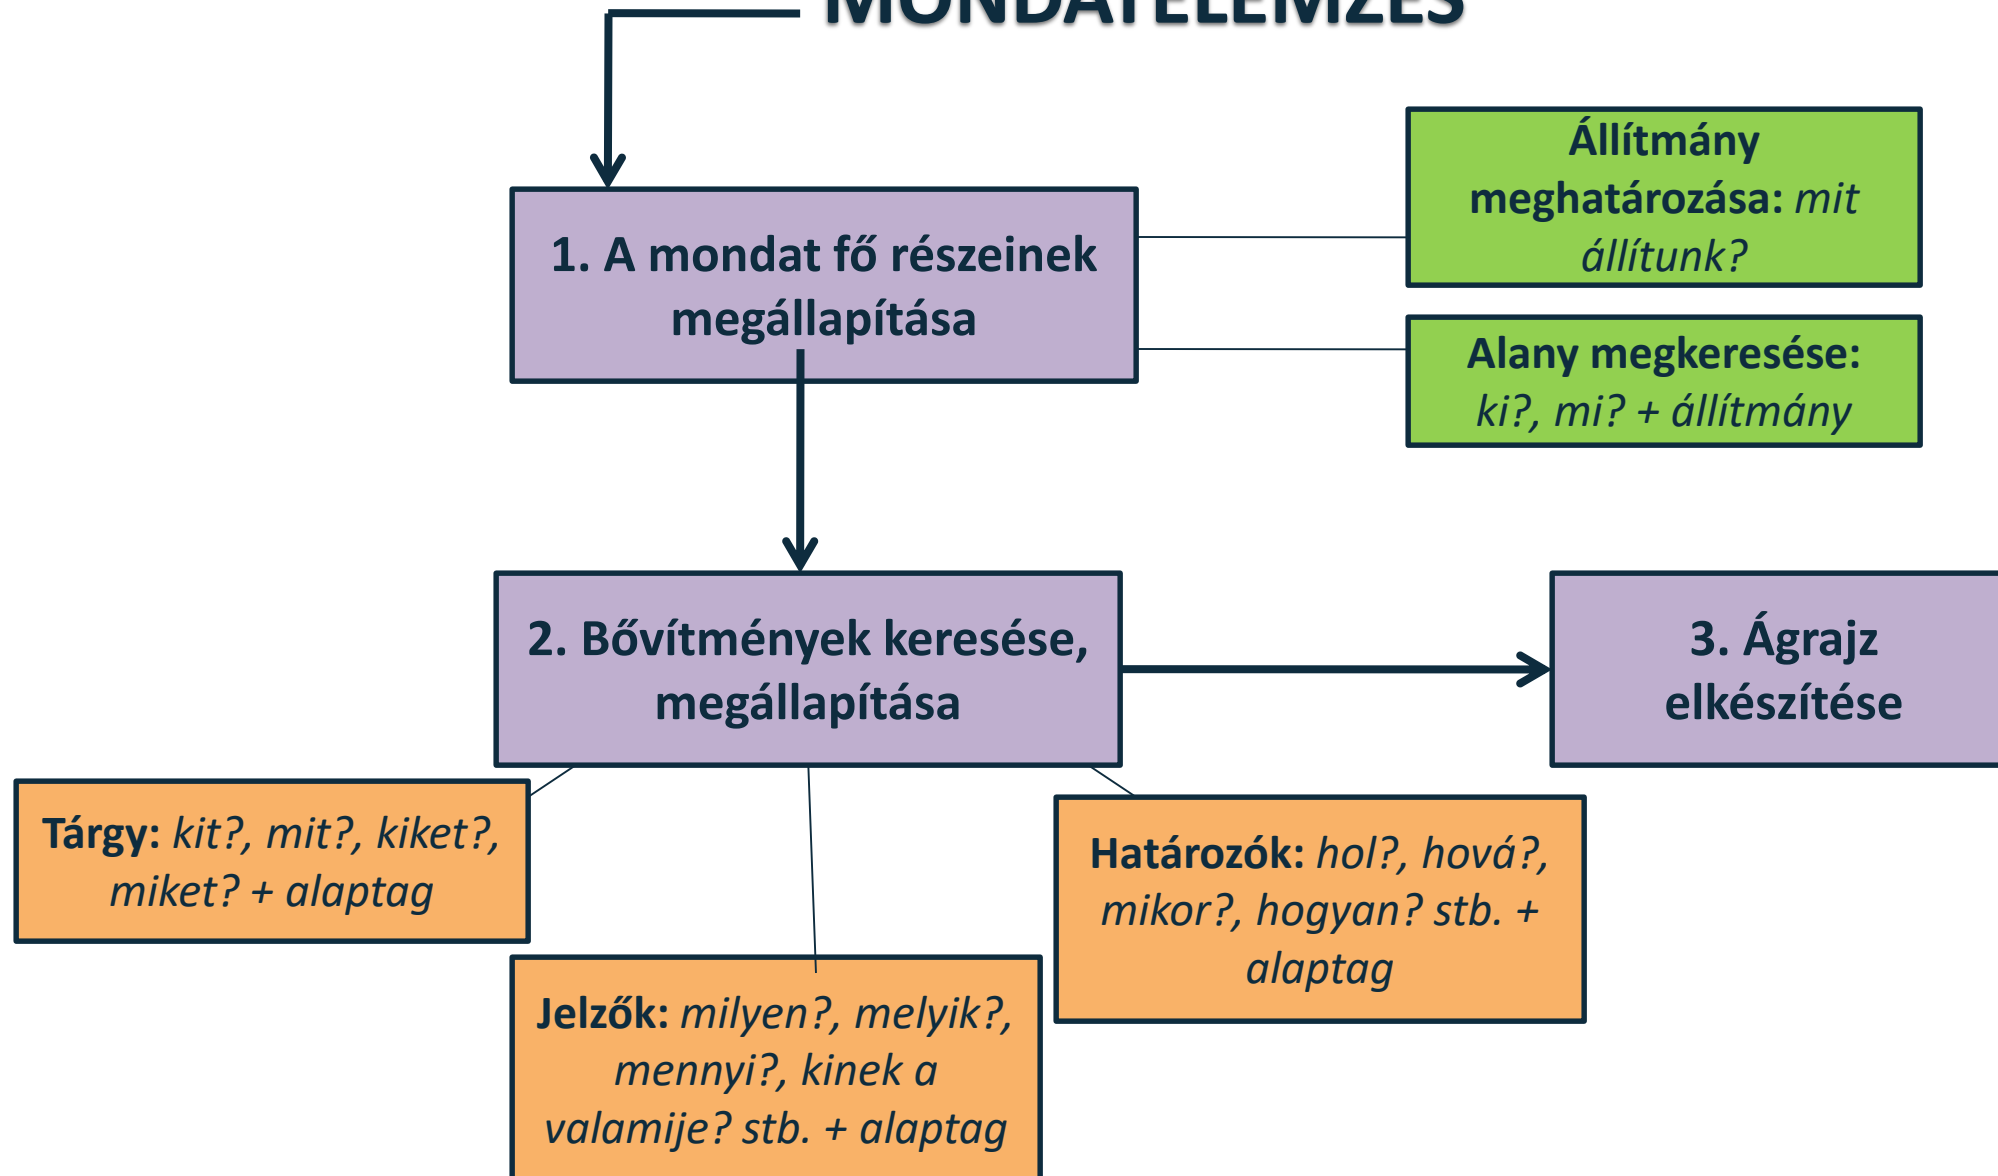 MONDATELEMZÉS
Állítmány
meghatározása: mit
állítunk?
1. A mondat fő részeinek
megállapítása
Alany megkeresése:
ki?, mi? + állítmány
2. Bővítmények keresése,
megállapítása
3. Ágrajz
elkészítése
Tárgy: kit?, mit?, kiket?,
miket? + alaptag
Határozók: hol?, hová?,
mikor?, hogyan? stb. +
alaptag
Jelzők: milyen?, melyik?,
mennyi?, kinek a
valamije? stb. + alaptag